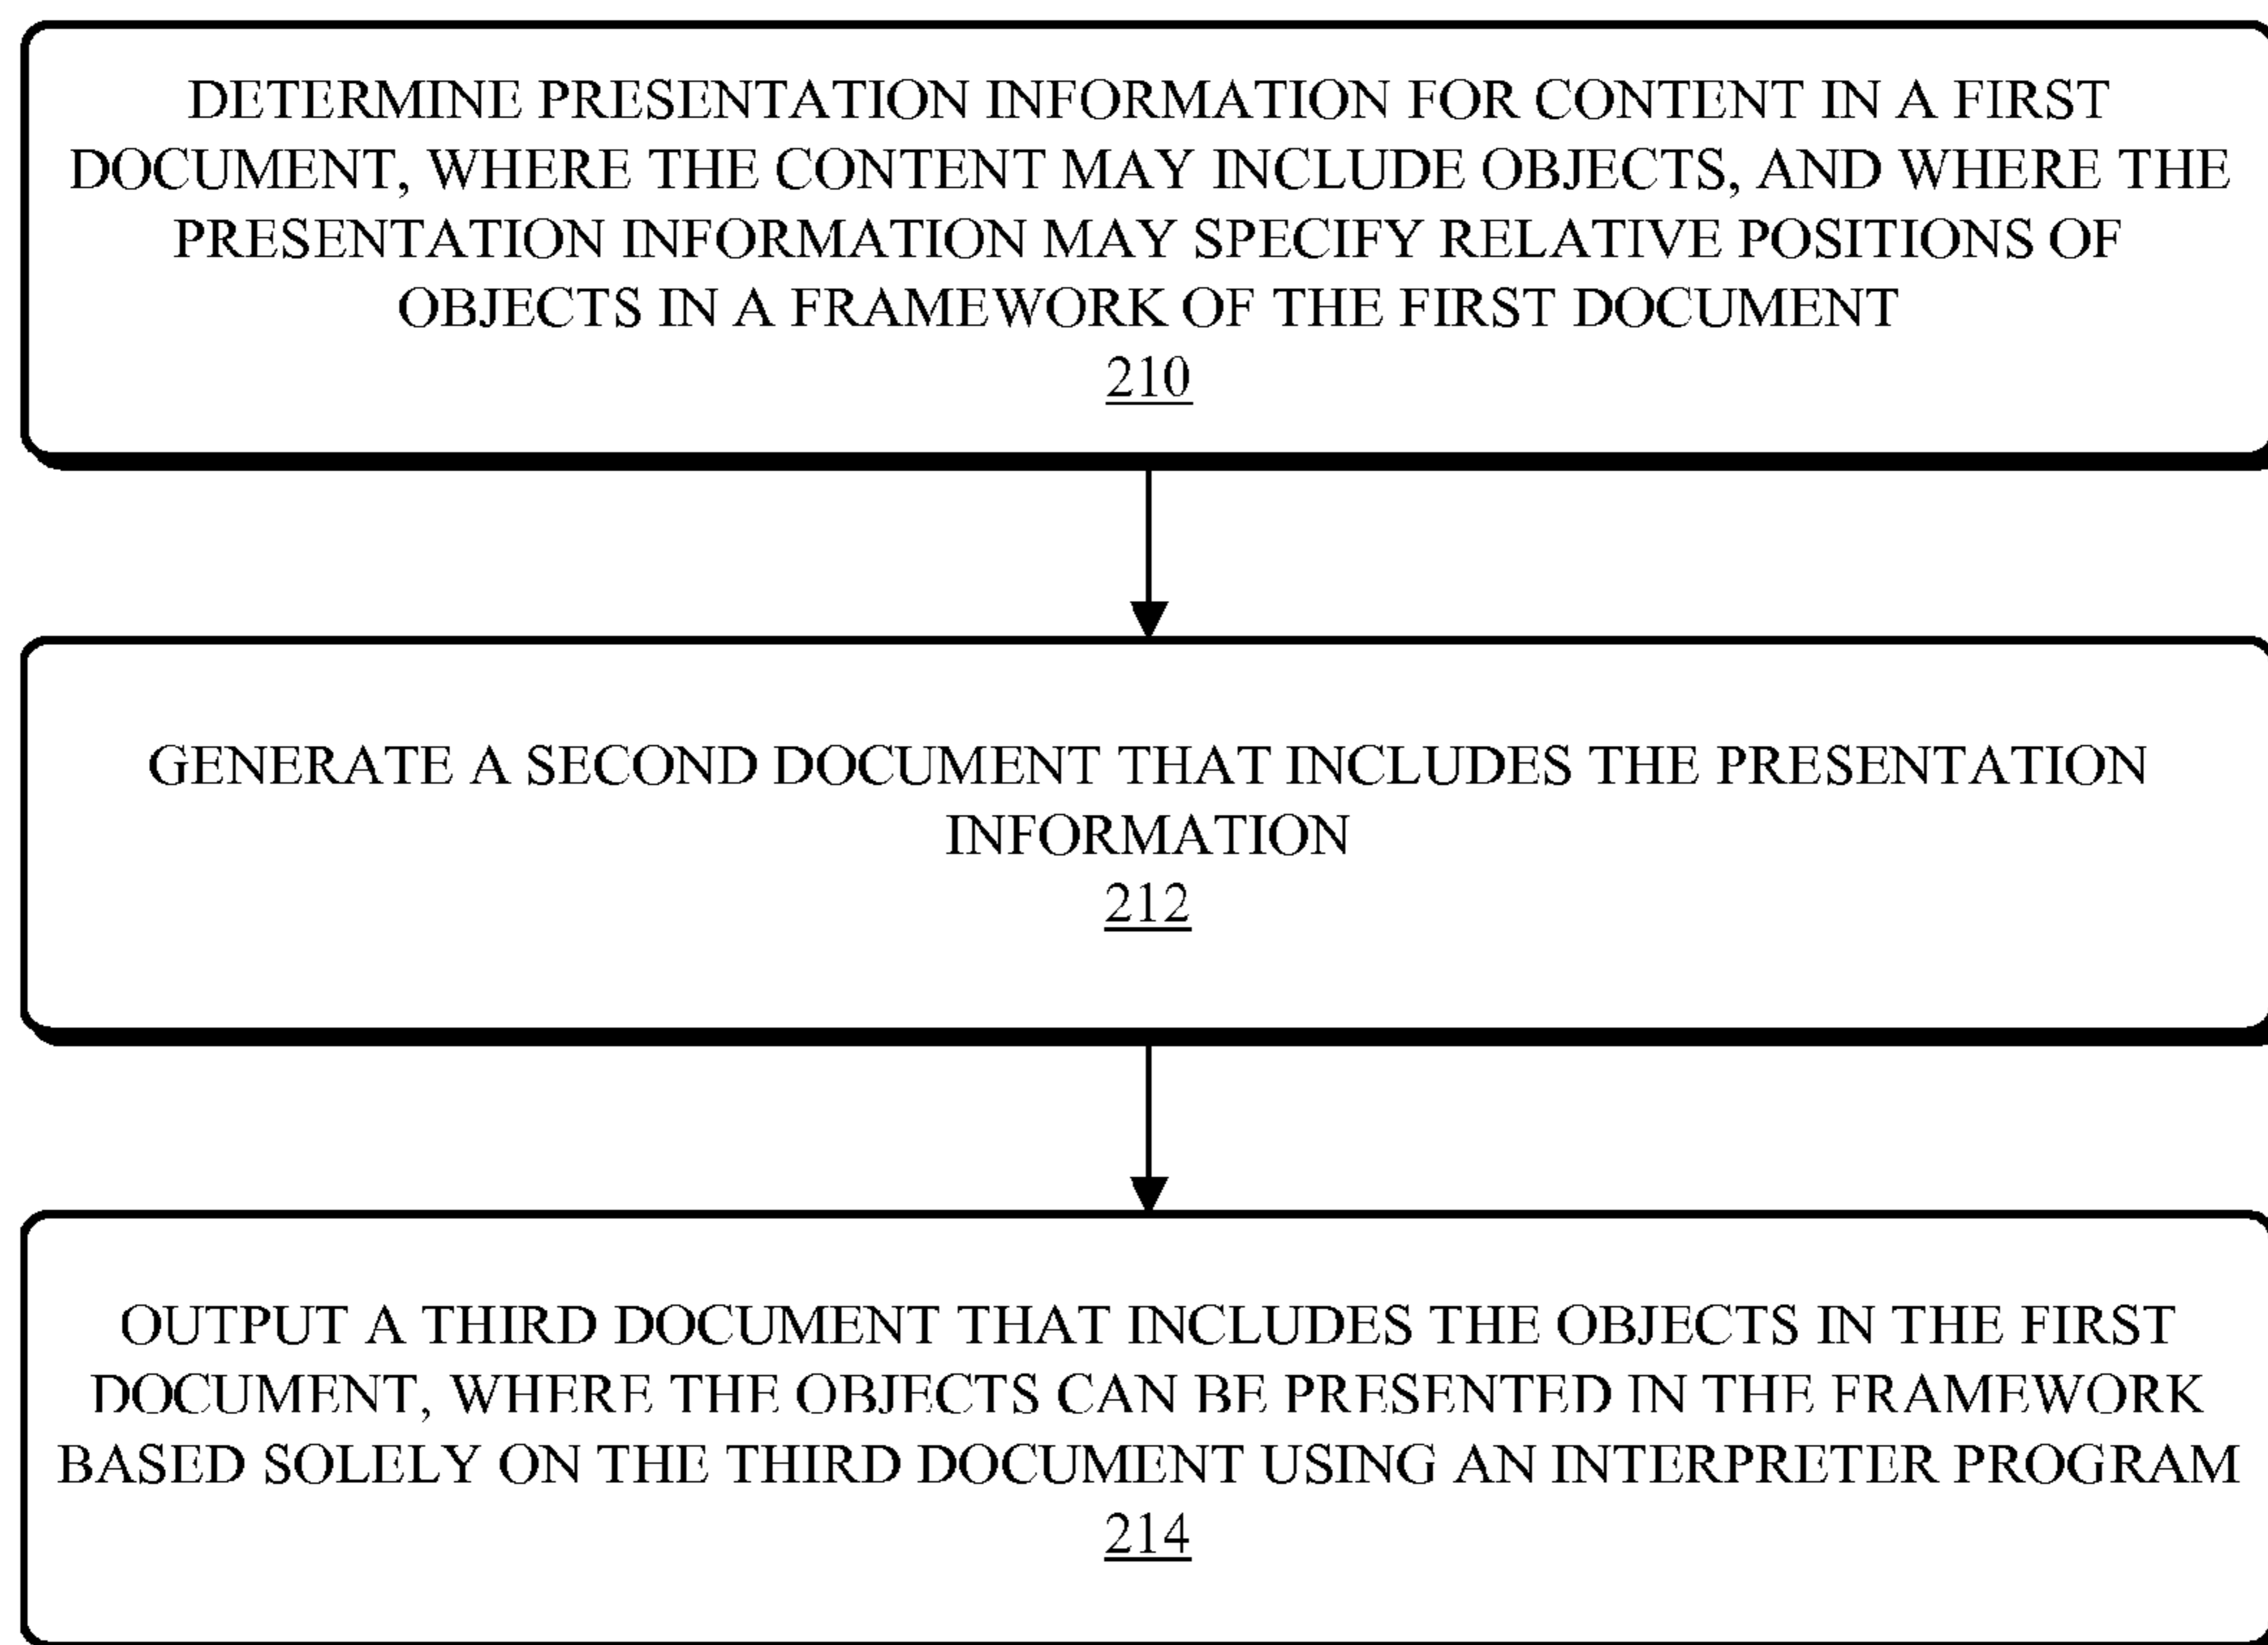 DETERMINE PRESENTATION INFORMATION FOR CONTENT IN A FIRST
DOCUMENT, WHERE THE CONTENT MAY INCLUDE OBJECTS, AND WHERE THE
PRESENTATION INFORMATION MAY SPECIFY RELATIVE POSITIONS OF
OBJECTS IN A FRAMEWORK OF THE FIRST DOCUMENT
210
GENERATE A SECOND DOCUMENT THAT INCLUDES THE PRESENTATION
INFORMATION
212
OUTPUT A THIRD DOCUMENT THAT INCLUDES THE OBJECTS IN THE FIRST
DOCUMENT, WHERE THE OBJECTS CAN BE PRESENTED IN THE FRAMEWORK
BASED SOLELY ON THE THIRD DOCUMENT USING AN INTERPRETER PROGRAM
214